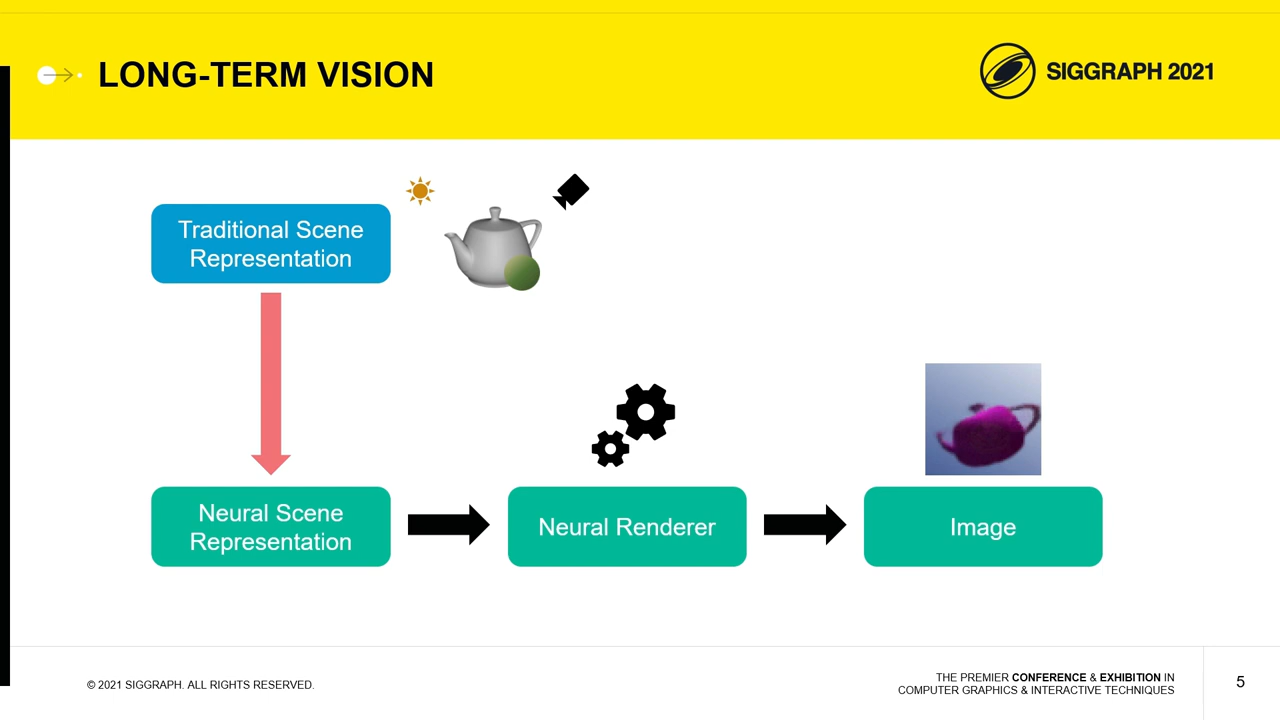 LONG-TERM VISION
SIGGRAPH 2021
Traditional Scene
Representation
Neural Scene
Representation
Neural Renderer
Image
© 2021 SIGGRAPH. ALL RIGHTS RESERVED.
THE PREMIER CONFERENCE & EXHIBITION IN
COMPUTER GRAPHICS & INTERACTIVE TECHNIQUES
5